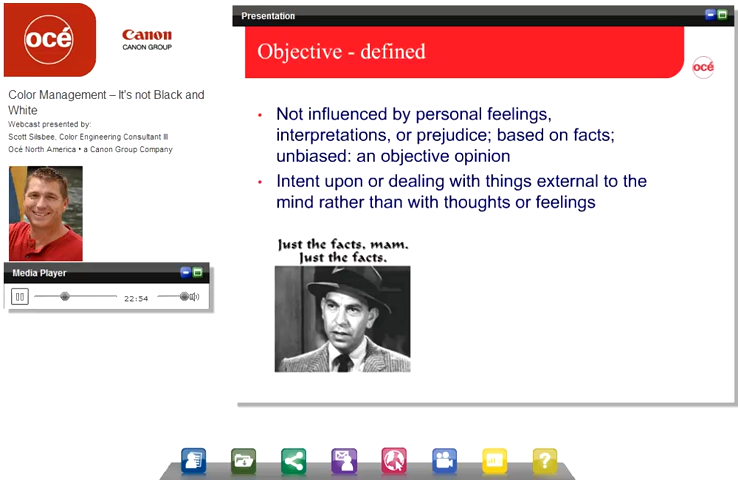 océ
Canon
CANON GROUP
Color Management – It's not Black and
White
Webcast presented by:
Scott Silsbee, Color Engineering Consultant III
Océ North America • a Canon Group Company
Media Player
22:54
Presentation
Objective - defined
océ
• Not influenced by personal feelings,
interpretations, or prejudice; based on facts;
unbiased: an objective opinion
• Intent upon or dealing with things external to the
mind rather than with thoughts or feelings
Just the facts, mam.
Just the facts.
?